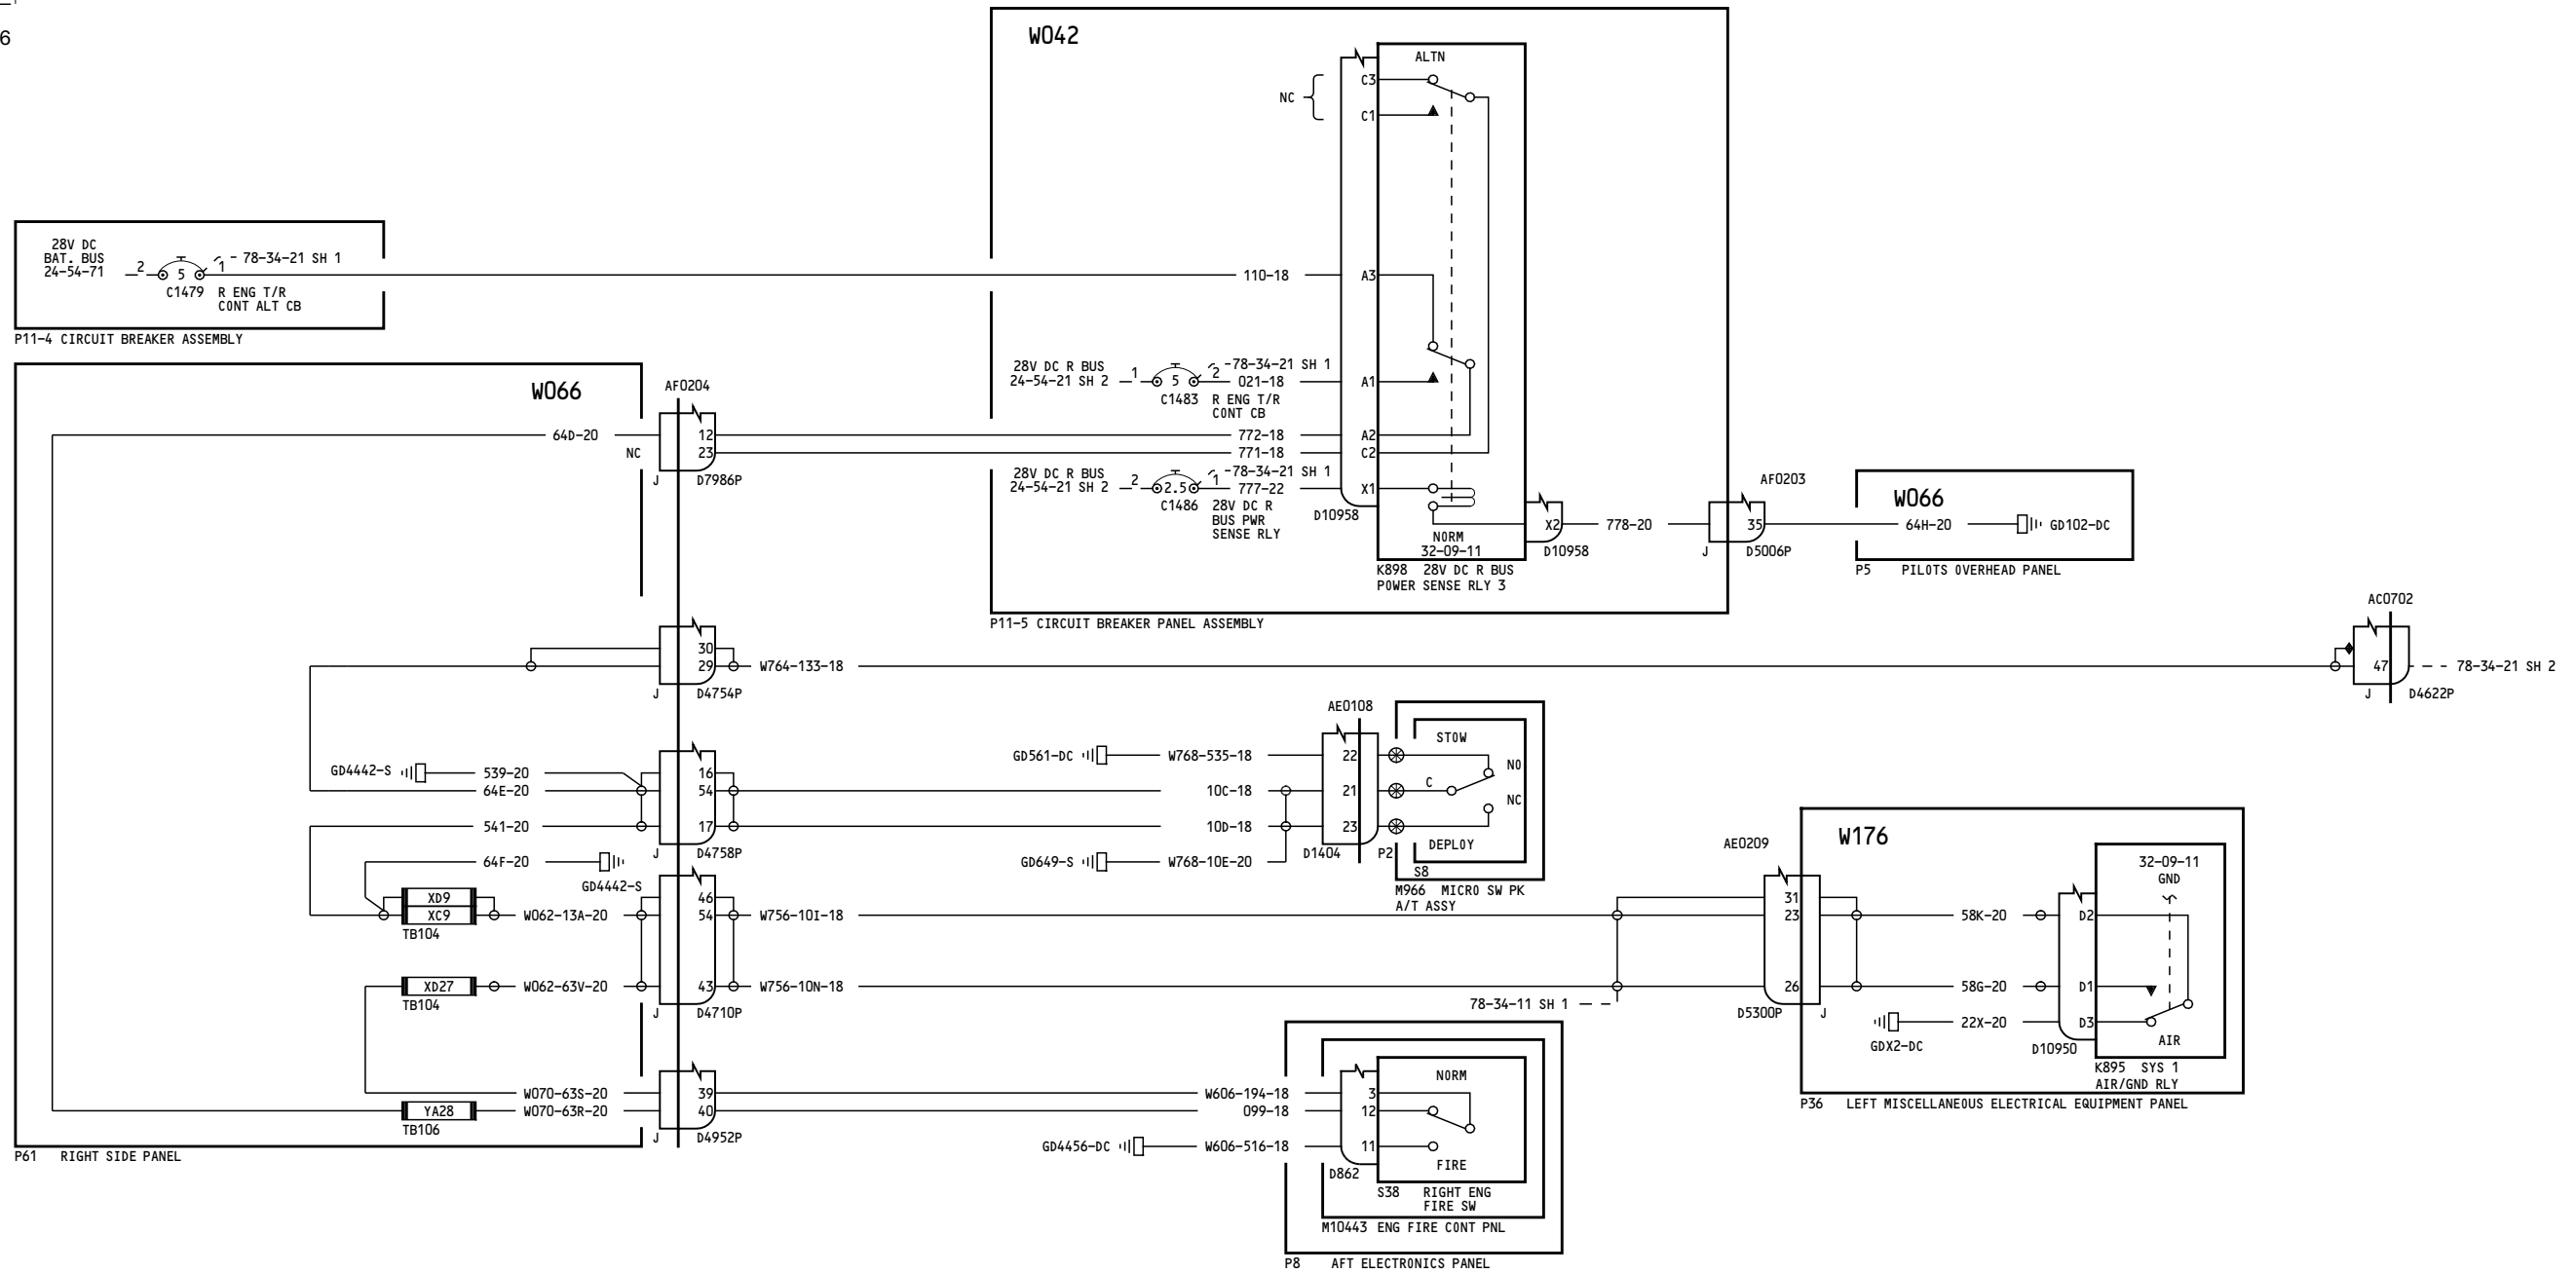 6
W042
ALTN
C3
NC
C1
28V DC
BAT. BUS
24-54-71
2
5
1
78-34-21 SH 1
C1479
R ENG T/R
CONT ALT CB
P11-4 CIRCUIT BREAKER ASSEMBLY
110-18
A3
28V DC R BUS
24-54-21 SH 2
1
5
2
78-34-21 SH 1
021-18
C1483
R ENG T/R
CONT CB
A1
772-18
A2
771-18
C2
28V DC R BUS
24-54-21 SH 2
2
2.5
1
78-34-21 SH 1
777-22
C1486
28V DC R
BUS PWR
SENSE RLY
X1
D10958
NORM
32-09-11
K898 28V DC R BUS
POWER SENSE RLY 3
X2
D10958
778-20
P11-5 CIRCUIT BREAKER PANEL ASSEMBLY
AF0203
35
J
D5006P
W066
64H-20
GD102-DC
P5 PILOTS OVERHEAD PANEL
W066
AF0204
64D-20
12
NC
23
J
D7986P
30
29
W764-133-18
J
D4754P
AC0702
47
78-34-21 SH 2
J
D4622P
GD4442-S
539-20
16
64E-20
54
541-20
17
J
D4758P
64F-20
GD4442-S
XD9
XC9
TB104
W062-13A-20
46
54
W756-10I-18
XD27
TB104
W062-63V-20
43
W756-10N-18
J
D4710P
W070-63S-20
39
YA28
W070-63R-20
40
TB106
J
D4952P
P61 RIGHT SIDE PANEL
AE0108
GD561-DC
W768-535-18
22
STOW
NO
10C-18
21
C
NC
10D-18
23
DEPLOY
GD649-S
W768-10E-20
D1404
P2
S8
M966 MICRO SW PK
A/T ASSY
78-34-11 SH 1
AE0209
31
23
26
D5300P
J
W176
58K-20
D2
58G-20
D1
22X-20
D3
GDX2-DC
D10950
32-09-11
GND
AIR
K895 SYS 1
AIR/GND RLY
P36 LEFT MISCELLANEOUS ELECTRICAL EQUIPMENT PANEL
W606-194-18
3
NORM
099-18
12
GD4456-DC
W606-516-18
11
FIRE
D862
S38 RIGHT ENG
FIRE SW
M10443 ENG FIRE CONT PNL
P8 AFT ELECTRONICS PANEL